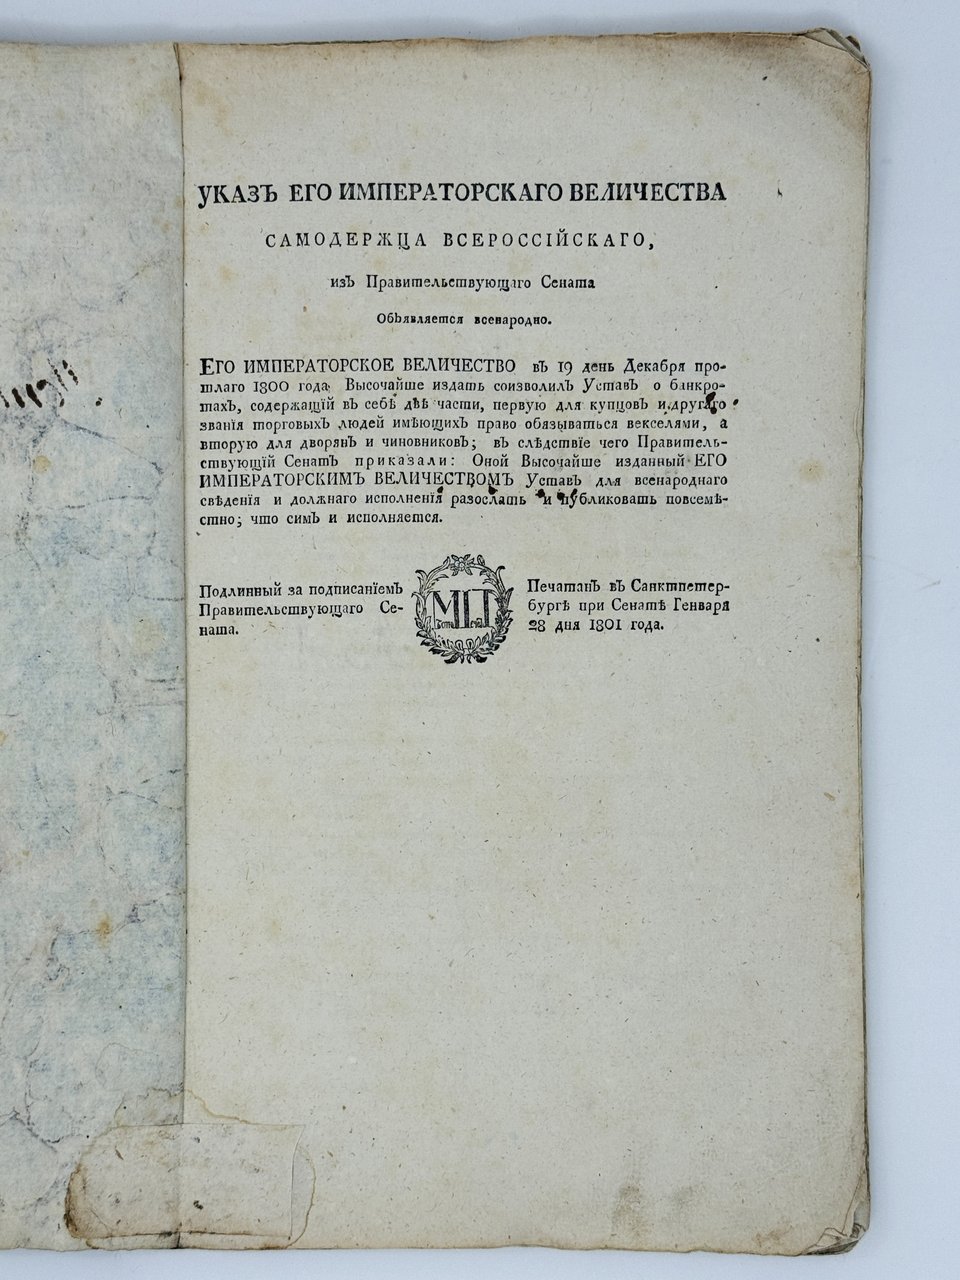 УКАЗЪ ЕГО ИМПЕРАТОРСКАГО ВЕЛИЧЕСТВА
САМОДЕРЖЦА ВСЕРОССІЙСКАГО,
изЪ Правительствующаго Сената
ОбЪявляется всенародно.
ЕГО ИМПЕРАТОРСКОЕ ВЕЛИЧЕСТВО вЪ 19 день Декабря про-
шлаго 1800 года Высочайше издать соизволилЪ УставЪ о банкро-
тахЪ, содержащій вЪ себѣ двѣ части, первую для купцовЪ и другаго
званія торговыхЪ людей имѣющихЪ право обязываться векселями, а
вторую для дворянЪ и чиновниковЪ; вЪ слѣдствіе чего Правитель-
ствующій СенатЪ приказали: Оной Высочайше изданный ЕГО
ИМПЕРАТОРСКИМЪ ВЕЛИЧЕСТВОМЪ УставЪ для всенароднаго
свѣденія и должнаго исполненія разослать и публиковать повсемѣ-
стно; что симЪ и исполняется.
Подлинный за подписаніемЪ
Правительствующаго Се-
ната.
ПечатанЪ вЪ Санктпетер-
бургѣ при Сенатѣ Генваря
28 дня 1801 года.